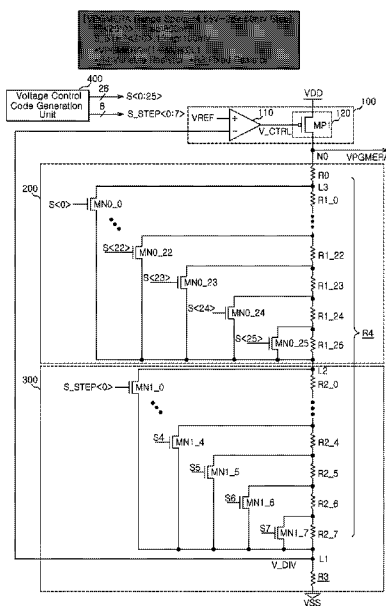 400
Voltage Control
Code Generation
Unit
26
S<0:25>
8
S_STEP<0:7>
VDD
100
110
120
VREF
+
-
V_CTRL
MP1
N0
VPGMERA
200
R0
L3
S<0>
MN0_0
R1_0
S<22>
MN0_22
R1_22
S<23>
MN0_23
R1_23
S<24>
MN0_24
R1_24
R4
S<25>
MN0_25
R1_25
300
L2
S_STEP<0>
MN1_0
R2_0
S4
MN1_4
R2_4
S5
MN1_5
R2_5
S6
MN1_6
R2_6
S7
MN1_7
R2_7
V_DIV
L1
R3
VSS